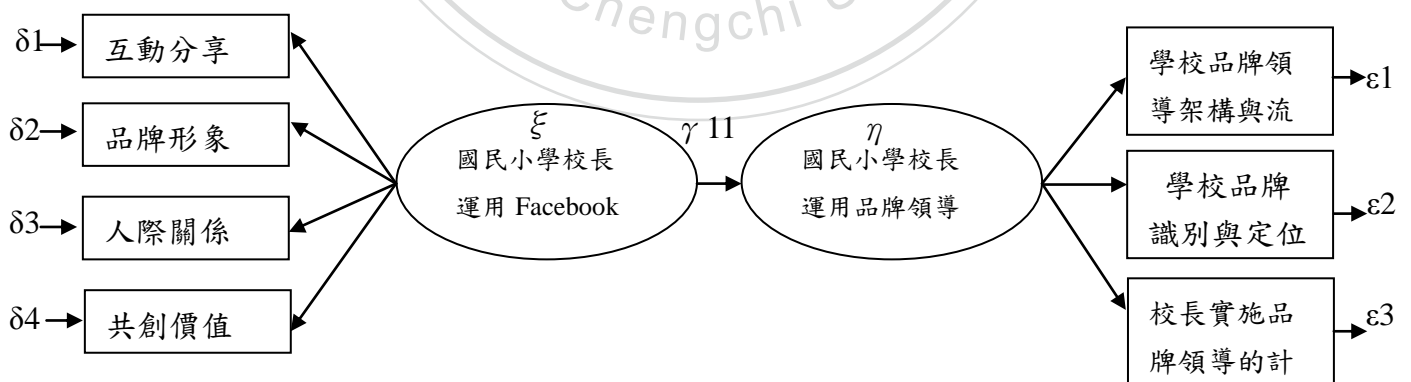 Chengchi U
δ1
互動分享
δ2
品牌形象
δ3
人際關係
δ4
共創價值
ξ
國民小學校長
運用 Facebook
γ 11
η
國民小學校長
運用品牌領導
學校品牌領
導架構與流
ε1
學校品牌
識別與定位
ε2
校長實施品
牌領導的計
ε3